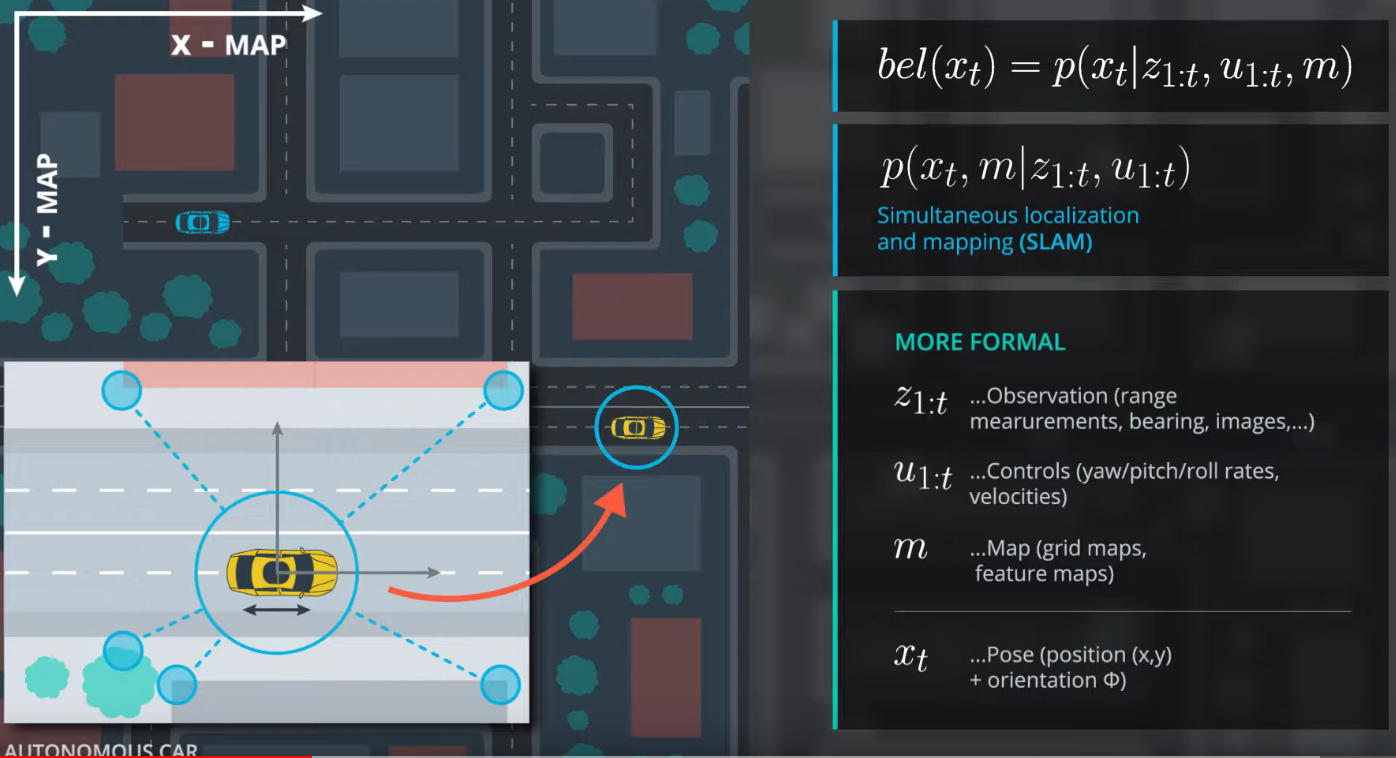 X - MAP
Y - MAP
AUTONOMOUS CAR
bel(x_t) = p(x_t|z_{1:t}, u_{1:t}, m)
p(x_t, m|z_{1:t}, u_{1:t})
Simultaneous localization
and mapping (SLAM)
MORE FORMAL
z_{1:t} ...Observation (range
mearurements, bearing, images,...)
u_{1:t} ...Controls (yaw/pitch/roll rates,
velocities)
m ...Map (grid maps,
feature maps)
x_t ...Pose (position (x,y)
+ orientation Φ)